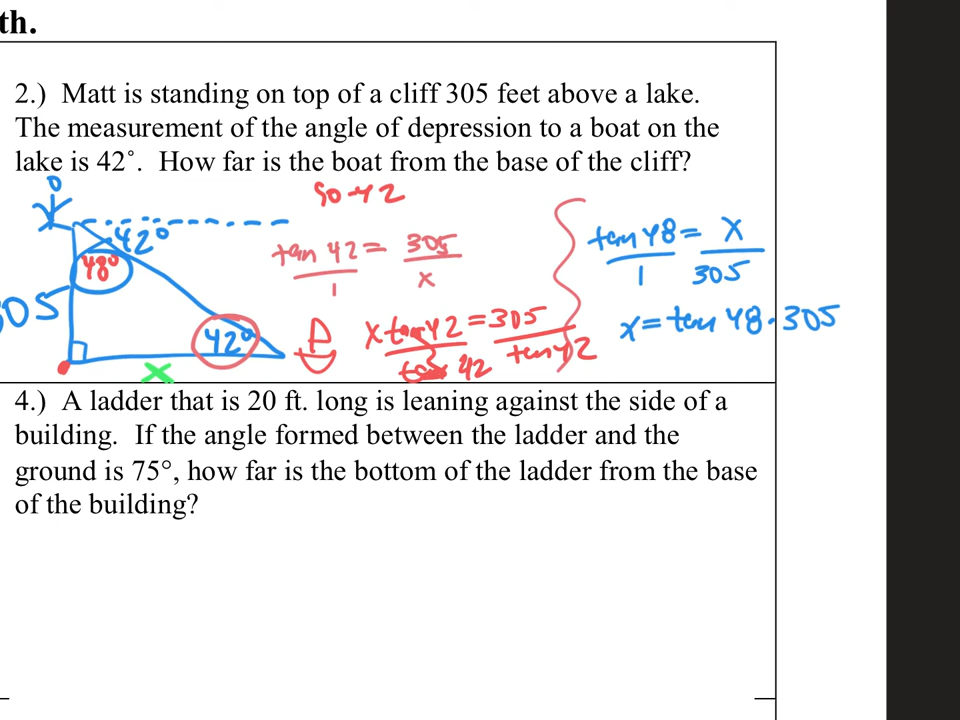 th.
2.) Matt is standing on top of a cliff 305 feet above a lake.
The measurement of the angle of depression to a boat on the
lake is 42˚. How far is the boat from the base of the cliff?
90-42
42°
48°
tan 42 = 305/x
1
tan 48 = x/305
1
05
42°
x tan 42 = 305
42 tan 42
x = tan 48 · 305
x
4.) A ladder that is 20 ft. long is leaning against the side of a
building. If the angle formed between the ladder and the
ground is 75°, how far is the bottom of the ladder from the base
of the building?